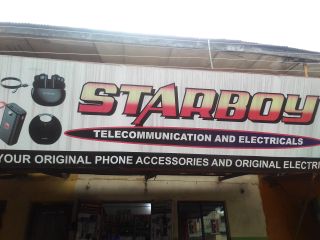 STARBOY
TELECOMMUNICATION AND ELECTRICALS
YOUR ORIGINAL PHONE ACCESSORIES AND ORIGINAL ELECTRI